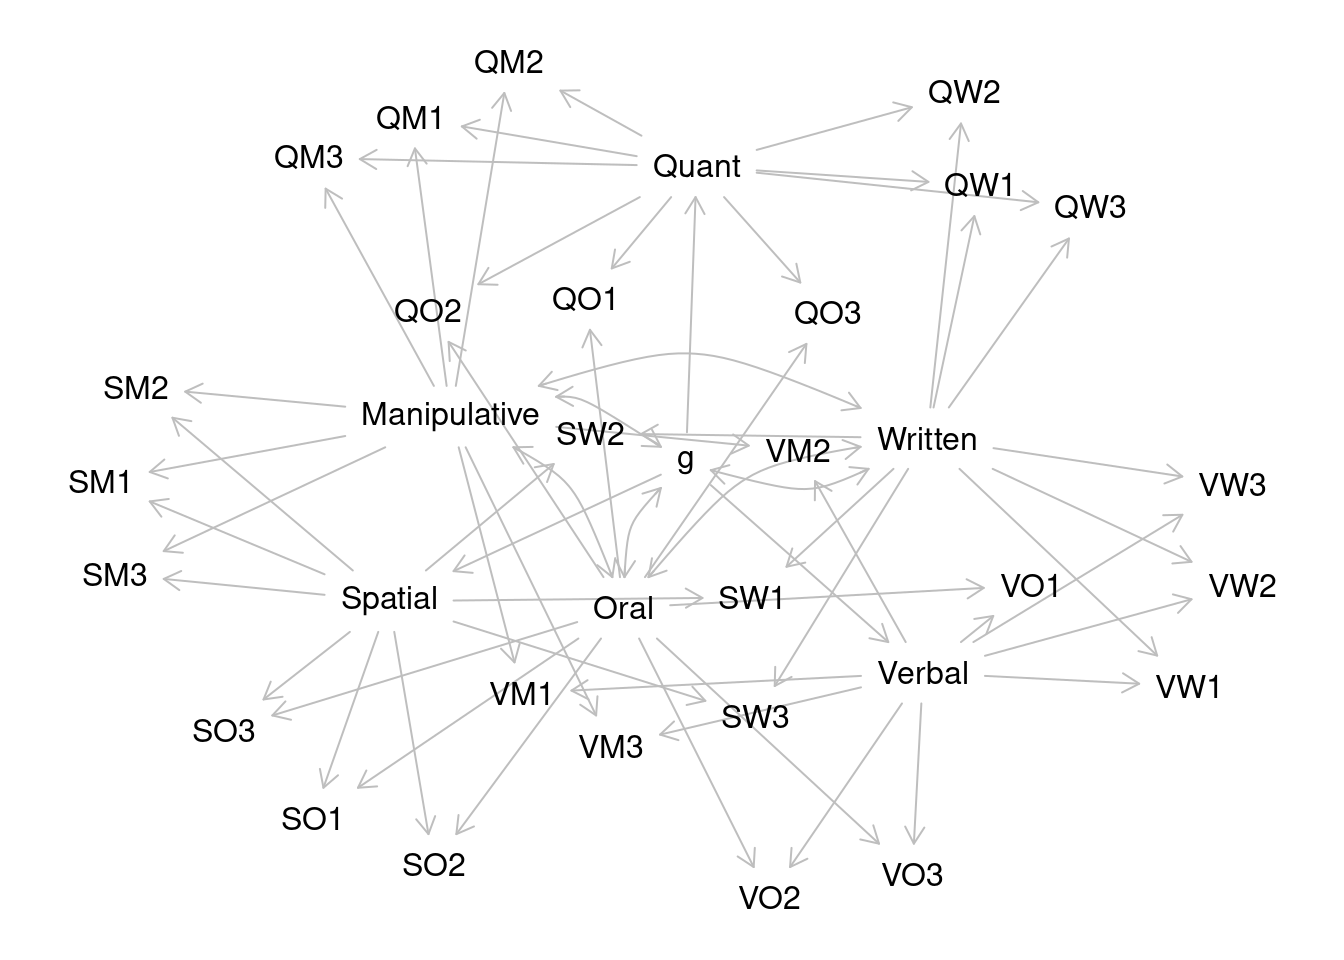 QM2
QW2
QM1
QM3
Quant
QW1
QW3
QO2
QO1
QO3
SM2
Manipulative
SW2
g
VM2
Written
SM1
VW3
SM3
Spatial
Oral
SW1
VO1
VW2
Verbal
VM1
VW1
SO3
VM3
SW3
SO1
SO2
VO2
VO3